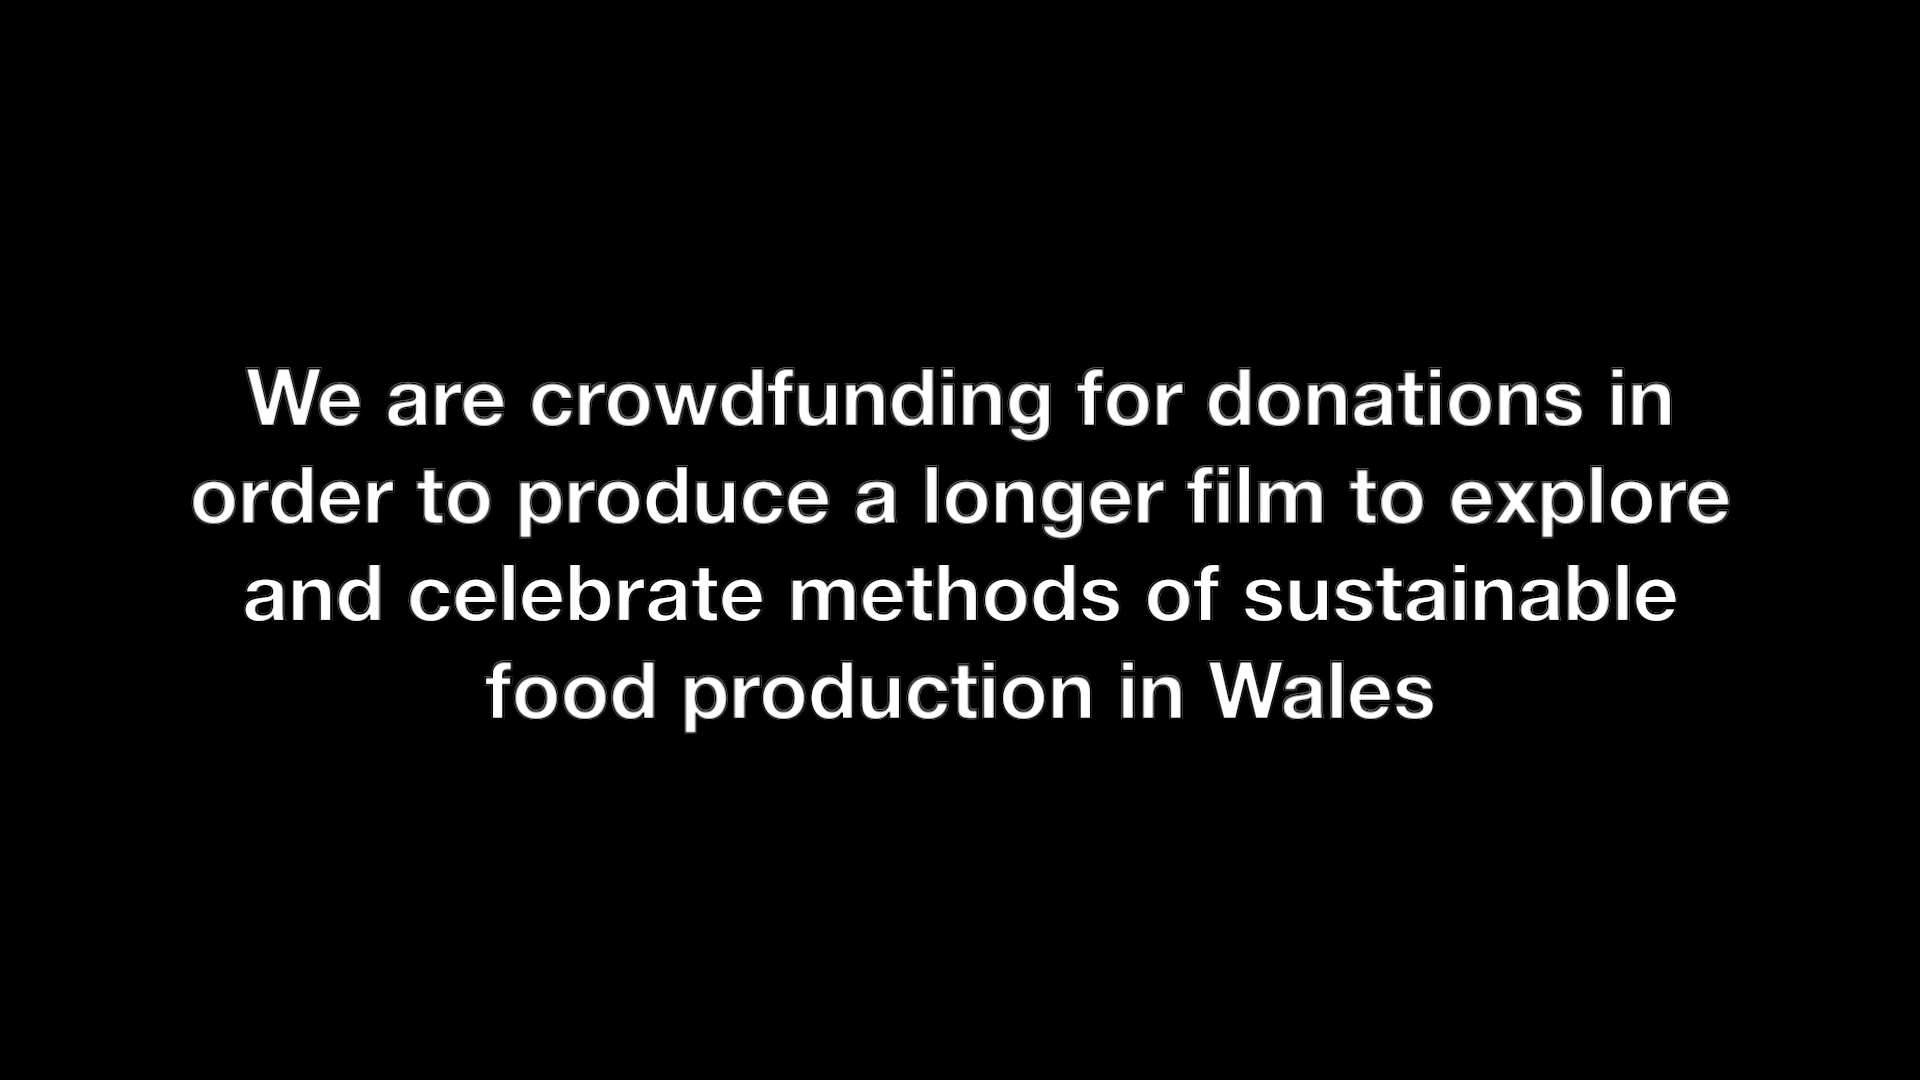 We are crowdfunding for donations in
order to produce a longer film to explore
and celebrate methods of sustainable
food production in Wales